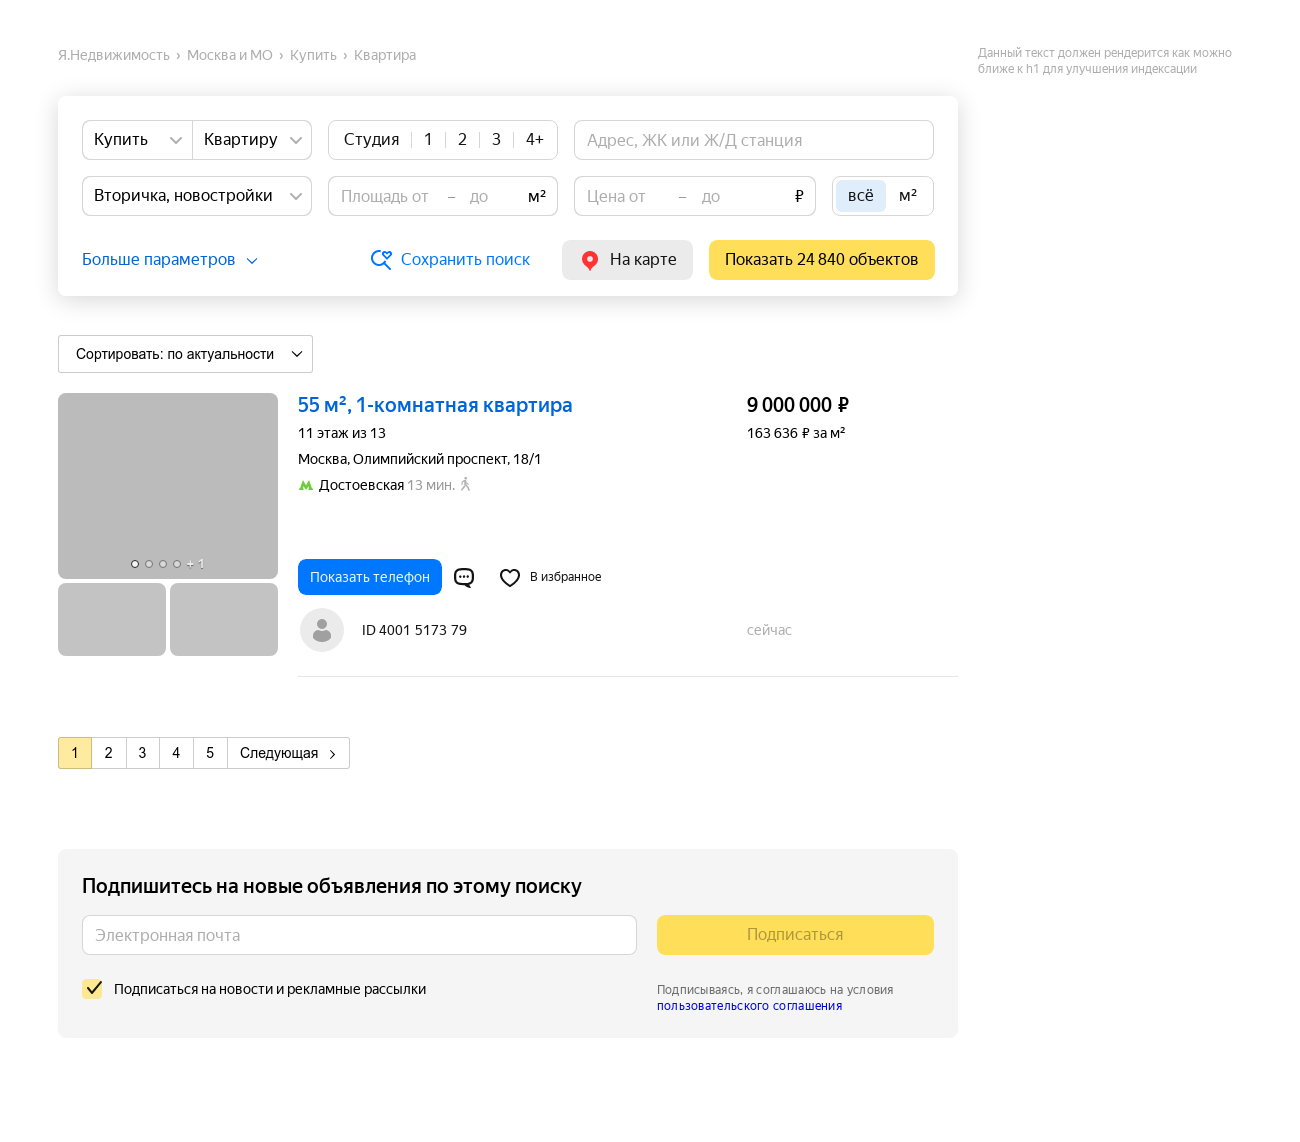 Я.Недвижимость › Москва и МО › Купить › Квартира
Данный текст должен рендерится как можно
ближе к h1 для улучшения индексации
Купить Квартиру Студия 1 2 3 4+ Адрес, ЖК или Ж/Д станция
Вторичка, новостройки Площадь от – до м² Цена от – до ₽ всё м²
Больше параметров Сохранить поиск На карте Показать 24 840 объектов
Сортировать: по актуальности
55 м², 1-комнатная квартира 9 000 000 ₽
11 этаж из 13 163 636 ₽ за м²
Москва, Олимпийский проспект, 18/1
Достоевская 13 мин.
+ 1
Показать телефон В избранное
ID 4001 5173 79 сейчас
1 2 3 4 5 Следующая
Подпишитесь на новые объявления по этому поиску
Электронная почта Подписаться
Подписаться на новости и рекламные рассылки
Подписываясь, я соглашаюсь на условия
пользовательского соглашения